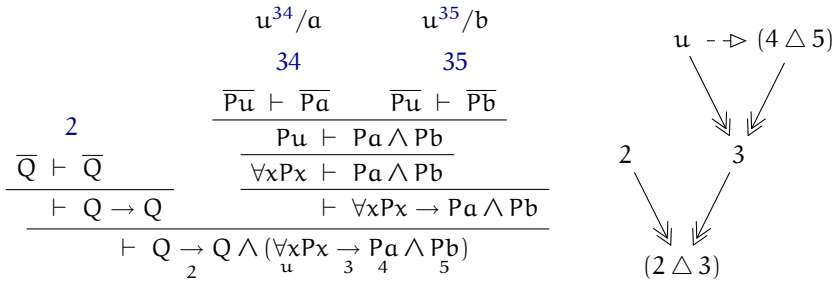 u³⁴/a u³⁵/b
34 35
P̅u̅ ⊢ P̅a̅ P̅u̅ ⊢ P̅b̅
2
Pu ⊢ Pa ∧ Pb
Q̅ ⊢ Q̅ ∀xPx ⊢ Pa ∧ Pb
⊢ Q → Q ⊢ ∀xPx → Pa ∧ Pb
⊢ Q → Q ∧ (∀xPx → Pa ∧ Pb)
2 u 3 4 5
u (4 △ 5)
2 3
(2 △ 3)